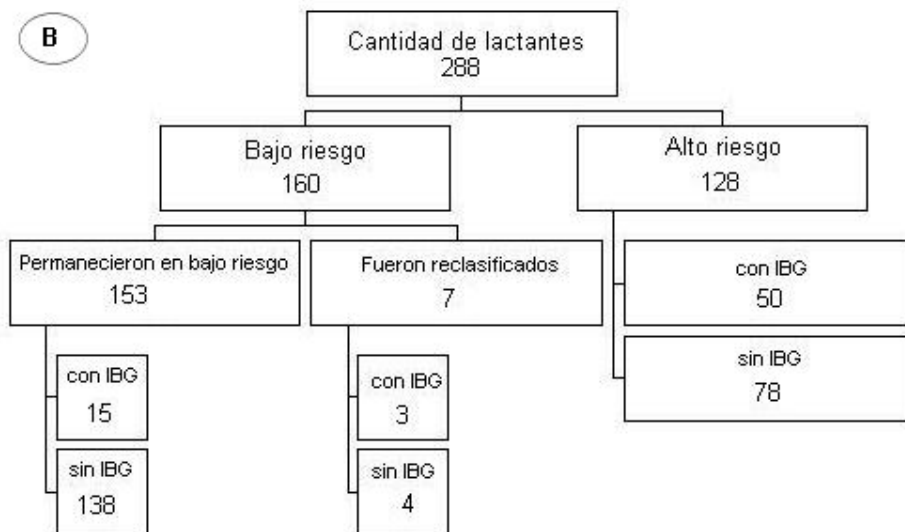 B
Cantidad de lactantes
288
Bajo riesgo
160
Alto riesgo
128
Permanecieron en bajo riesgo
153
Fueron reclasificados
7
con IBG
50
sin IBG
78
con IBG
15
sin IBG
138
con IBG
3
sin IBG
4